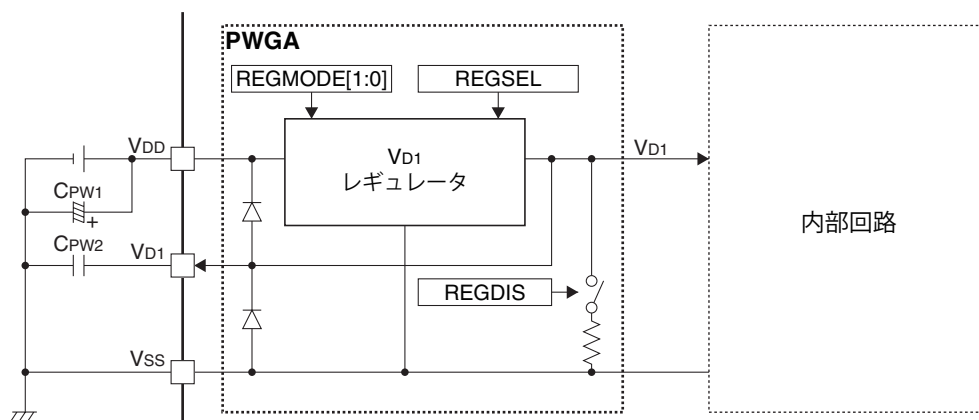 PWGA
REGMODE[1:0]
REGSEL
VDD
VD1
レギュレータ
VD1
内部回路
CPW1
+
CPW2
VD1
REGDIS
VSS